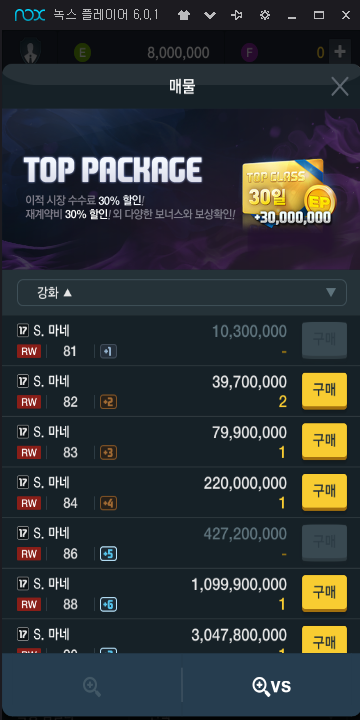 nox 녹스 플레이어 6.0.1
E 8,000,000 F 0 +
매물
TOP PACKAGE
이적 시장 수수료 30% 할인!
재계약비 30% 할인! 외 다양한 보너스와 보상확인!
TOP CLASS
30일
EP
+30,000,000
강화 ▲
17 S. 마네 10,300,000 구매
RW 81 +1 -
17 S. 마네 39,700,000 구매
RW 82 +2 2
17 S. 마네 79,900,000 구매
RW 83 +3 1
17 S. 마네 220,000,000 구매
RW 84 +4 1
17 S. 마네 427,200,000 구매
RW 86 +5 -
17 S. 마네 1,099,900,000 구매
RW 88 +6 1
17 S. 마네 3,047,800,000 구매
RW 1
VS